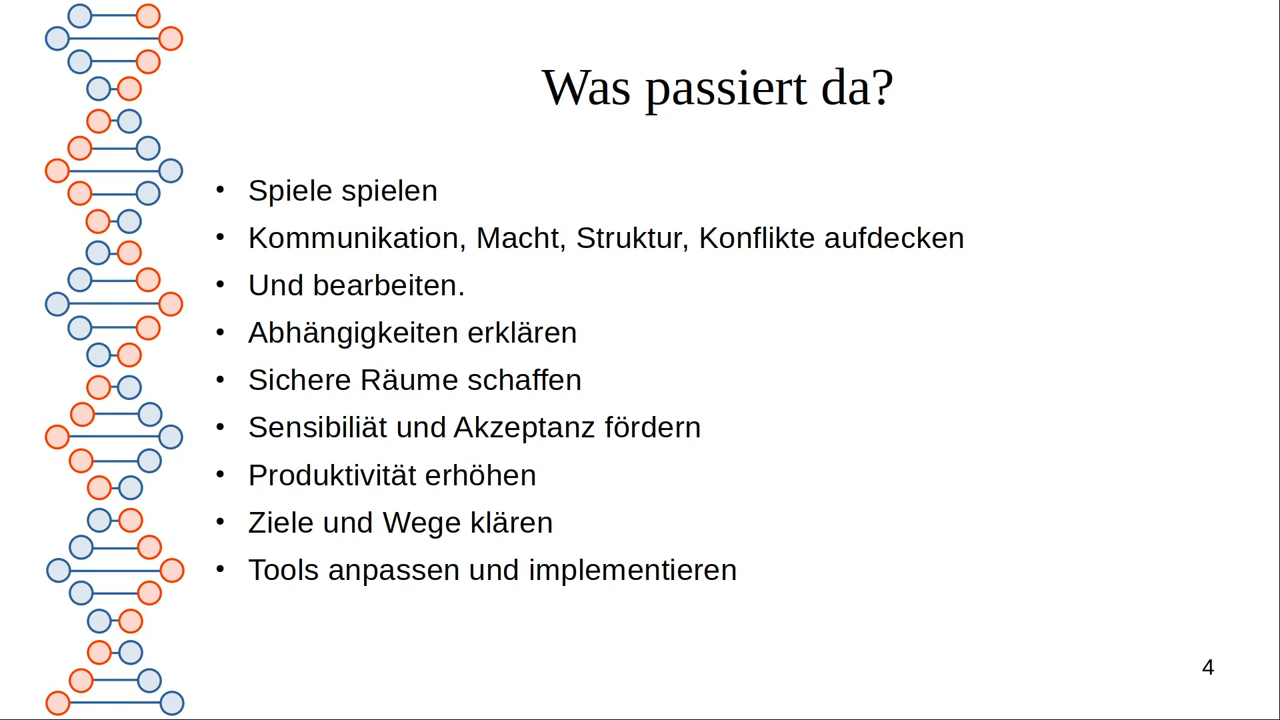 Was passiert da?
• Spiele spielen
• Kommunikation, Macht, Struktur, Konflikte aufdecken
• Und bearbeiten.
• Abhängigkeiten erklären
• Sichere Räume schaffen
• Sensibiliät und Akzeptanz fördern
• Produktivität erhöhen
• Ziele und Wege klären
• Tools anpassen und implementieren
4